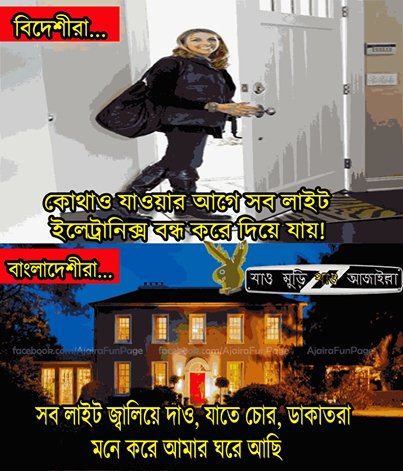 বিদেশীরা...
কোথাও যাওয়ার আগে সব লাইট
ইলেট্রানিক্স বন্ধ করে দিয়ে যায়!
বাংলাদেশীরা...
যাও মুড়ি খাও আজাইরা
facebook.com/AjairaFunPage
facebook.com/AjairaFunPage
AjairaFunPage
সব লাইট জ্বালিয়ে দাও, যাতে চোর, ডাকাতরা
মনে করে আমার ঘরে আছি